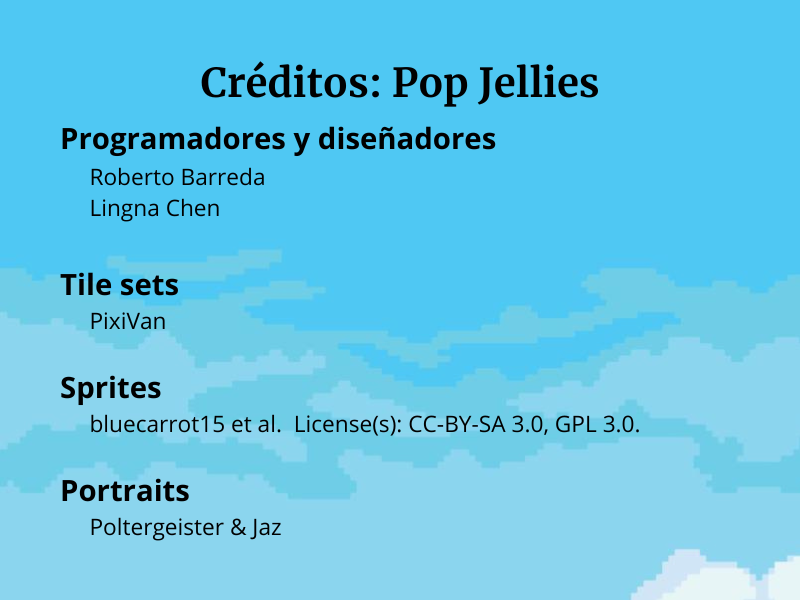 Créditos: Pop Jellies
Programadores y diseñadores
Roberto Barreda
Lingna Chen
Tile sets
PixiVan
Sprites
bluecarrot15 et al.  License(s): CC-BY-SA 3.0, GPL 3.0.
Portraits
Poltergeister & Jaz